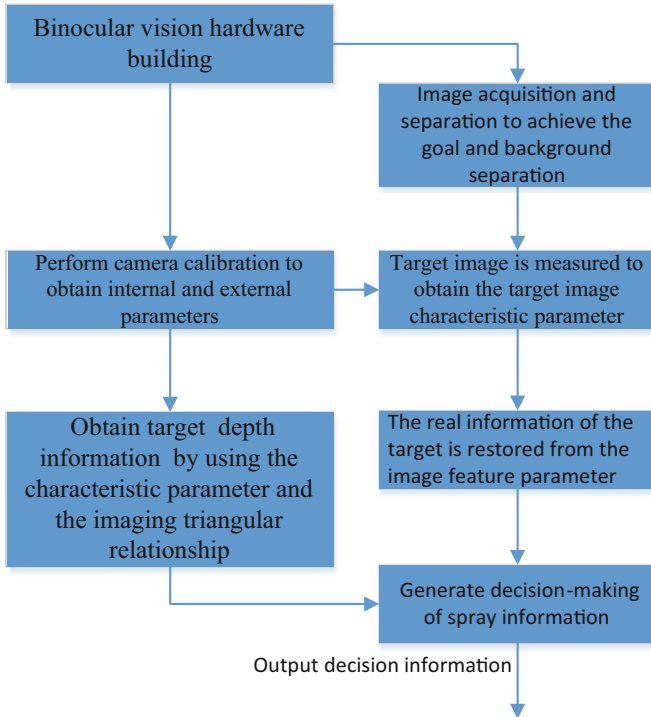 Binocular vision hardware
building
Image acquisition and
separation to achieve the
goal and background
separation
Perform camera calibration to
obtain internal and external
parameters
Target image is measured to
obtain the target image
characteristic parameter
Obtain target depth
information by using the
characteristic parameter and
the imaging triangular
relationship
The real information of the
target is restored from the
image feature parameter
Generate decision-making
of spray information
Output decision information